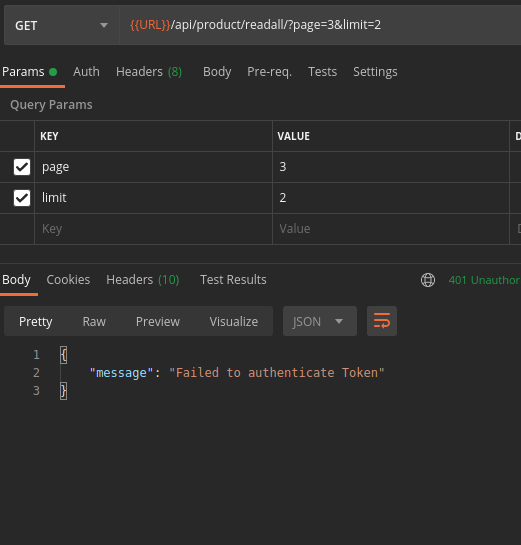 GET {{URL}}/api/product/readall/?page=3&limit=2
Params Auth Headers (8) Body Pre-req. Tests Settings
Query Params
KEY VALUE D
page 3
limit 2
Key Value D
Body Cookies Headers (10) Test Results 401 Unauthor
Pretty Raw Preview Visualize JSON
1 {
2 "message": "Failed to authenticate Token"
3 }